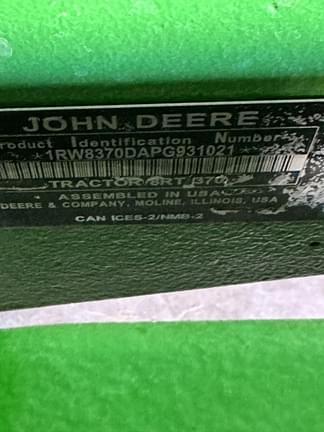 JOHN DEERE
Product Identification Number
*1RW8370DAPG931021*
TRACTOR 8RT 370
ASSEMBLED IN USA
DEERE & COMPANY, MOLINE, ILLINOIS, USA
CAN ICES-2/NMB-2